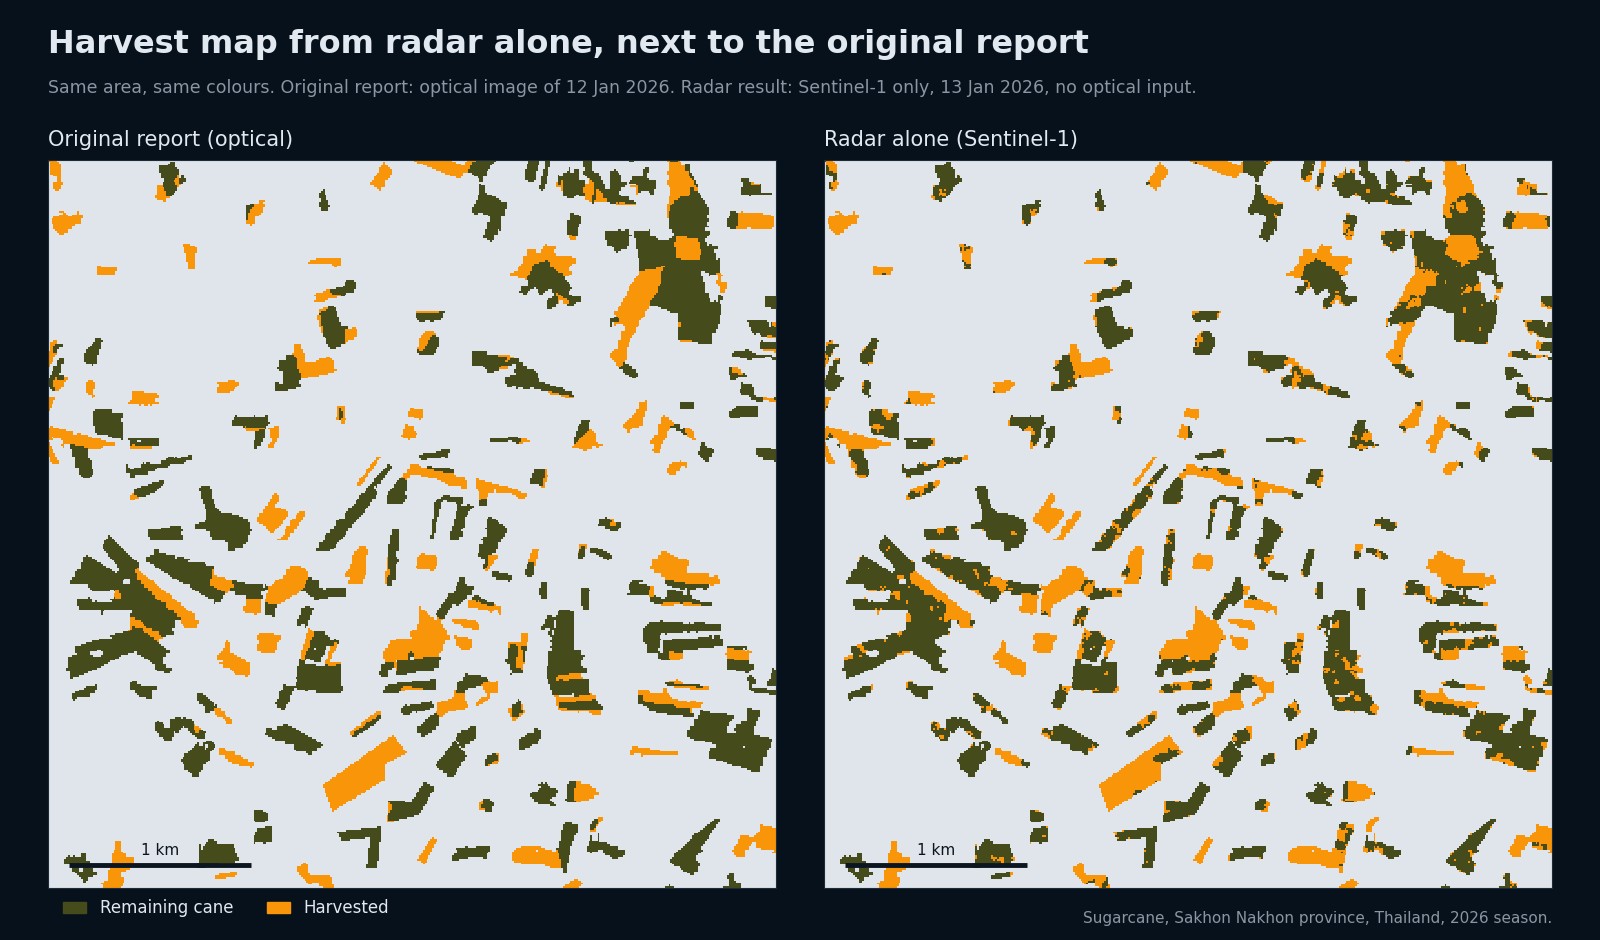 Harvest map from radar alone, next to the original report
Same area, same colours. Original report: optical image of 12 Jan 2026. Radar result: Sentinel-1 only, 13 Jan 2026, no optical input.
Original report (optical)
Radar alone (Sentinel-1)
1 km
1 km
Remaining cane
Harvested
Sugarcane, Sakhon Nakhon province, Thailand, 2026 season.